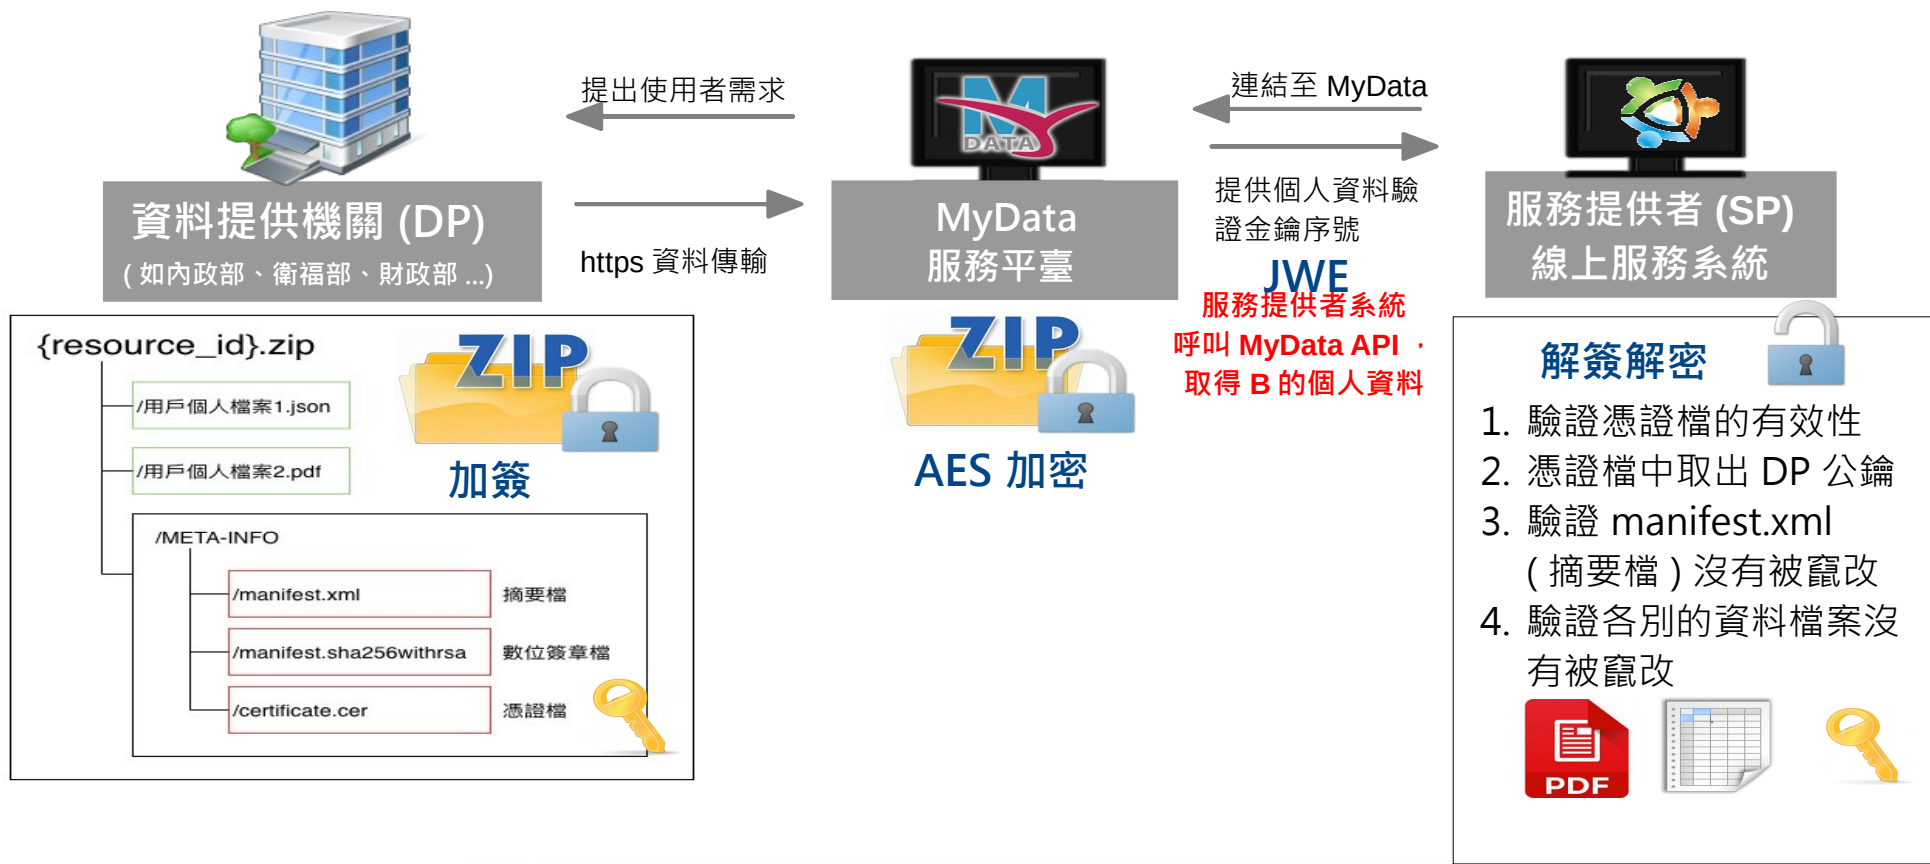 提出使用者需求
連結至 MyData
M
DATA
資料提供機關 (DP)
( 如內政部、衛福部、財政部 ...)
https 資料傳輸
MyData
服務平臺
提供個人資料驗
證金鑰序號
JWE
服務提供者系統
呼叫 MyData API ，
取得 B 的個人資料
服務提供者 (SP)
線上服務系統
{resource_id}.zip
/用戶個人檔案1.json
/用戶個人檔案2.pdf
ZIP
加簽
/META-INFO
/manifest.xml
摘要檔
/manifest.sha256withrsa
數位簽章檔
/certificate.cer
憑證檔
ZIP
AES 加密
解簽解密
1. 驗證憑證檔的有效性
2. 憑證檔中取出 DP 公鑰
3. 驗證 manifest.xml
( 摘要檔 ) 沒有被竄改
4. 驗證各別的資料檔案沒
有被竄改
PDF